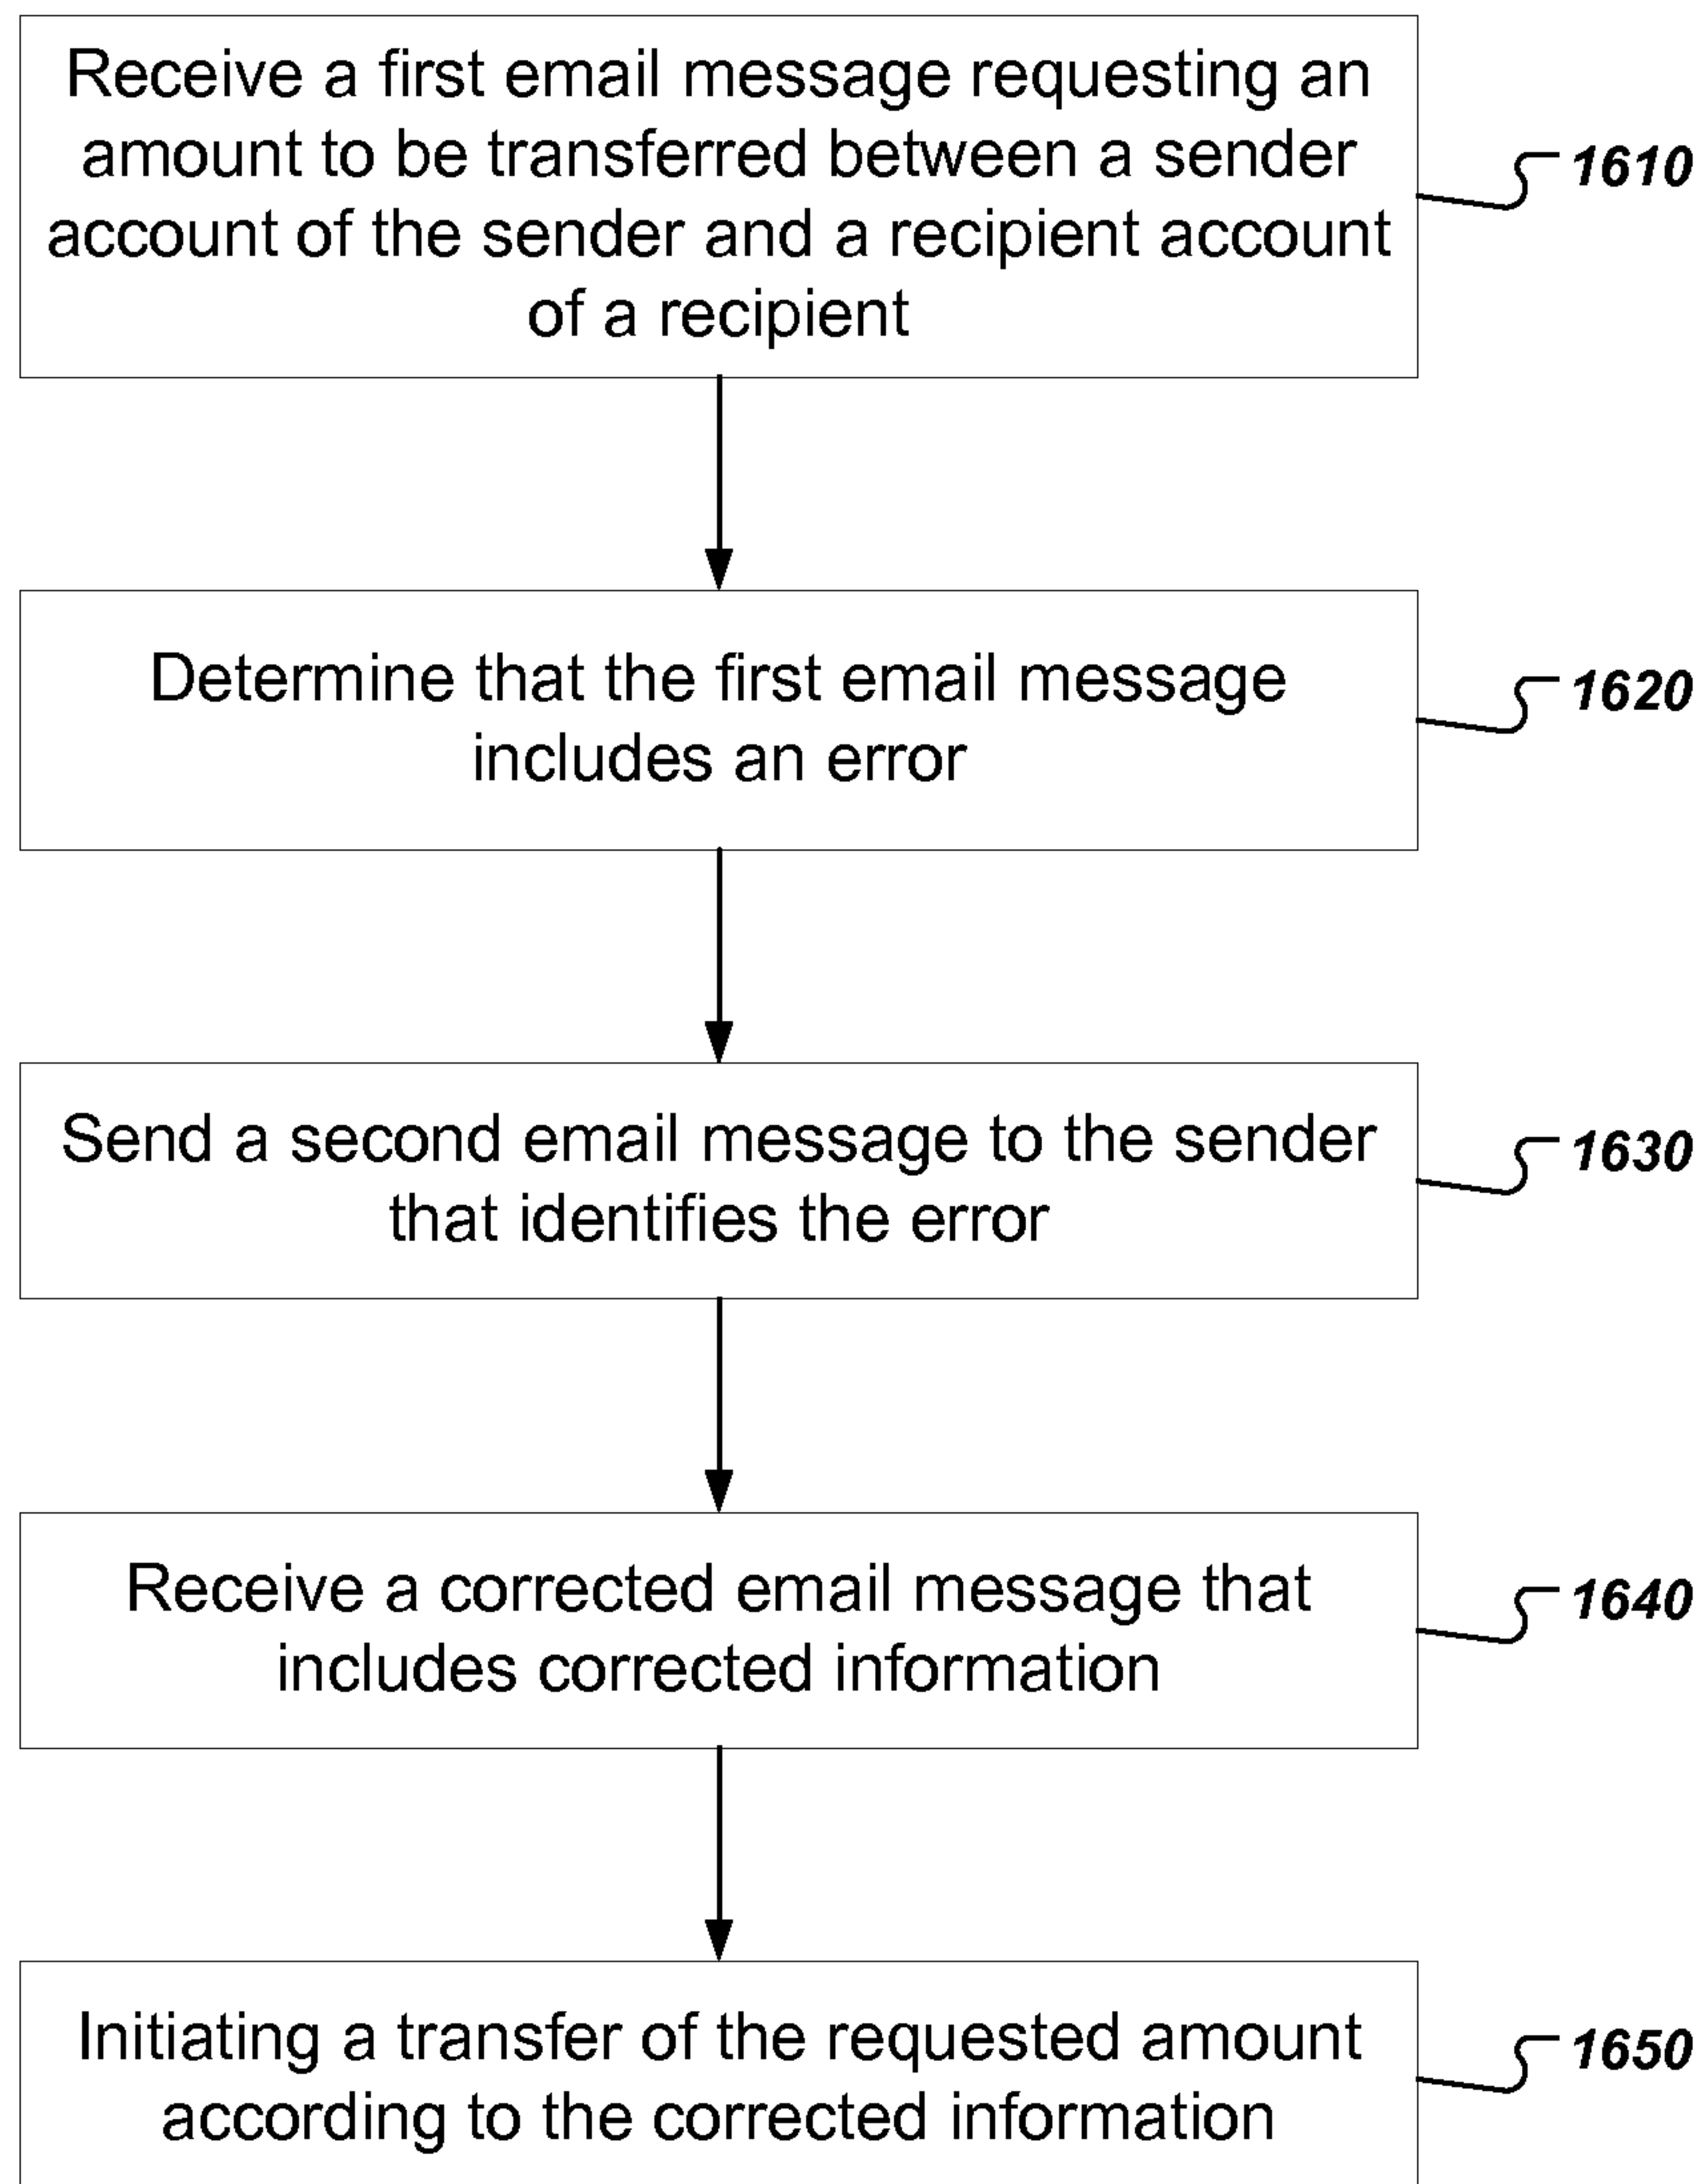 Receive a first email message requesting an
amount to be transferred between a sender
account of the sender and a recipient account
of a recipient
1610
Determine that the first email message
includes an error
1620
Send a second email message to the sender
that identifies the error
1630
Receive a corrected email message that
includes corrected information
1640
Initiating a transfer of the requested amount
according to the corrected information
1650